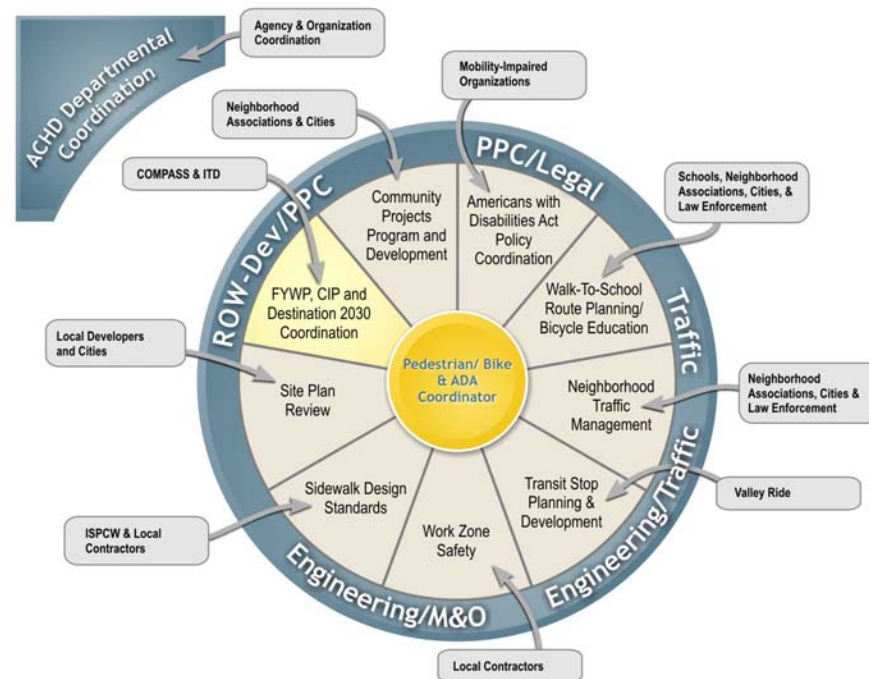 ACHD Departmental
Coordination
Agency & Organization
Coordination
Mobility-Impaired
Organizations
Neighborhood
Associations & Cities
COMPASS & ITD
Schools, Neighborhood
Associations, Cities, &
Law Enforcement
Local Developers
and Cities
Neighborhood
Associations, Cities &
Law Enforcement
Valley Ride
ISPCW & Local
Contractors
Local Contractors
ROW-Dev/PPC
PPC/Legal
Traffic
Engineering/Traffic
Engineering/M&O
Community
Projects
Program and
Development
Americans with
Disabilities Act
Policy
Coordination
Walk-To-School
Route Planning/
Bicycle Education
Neighborhood
Traffic
Management
Transit Stop
Planning &
Development
Work Zone
Safety
Sidewalk Design
Standards
Site Plan
Review
FYWP, CIP and
Destination 2030
Coordination
Pedestrian/ Bike
& ADA
Coordinator